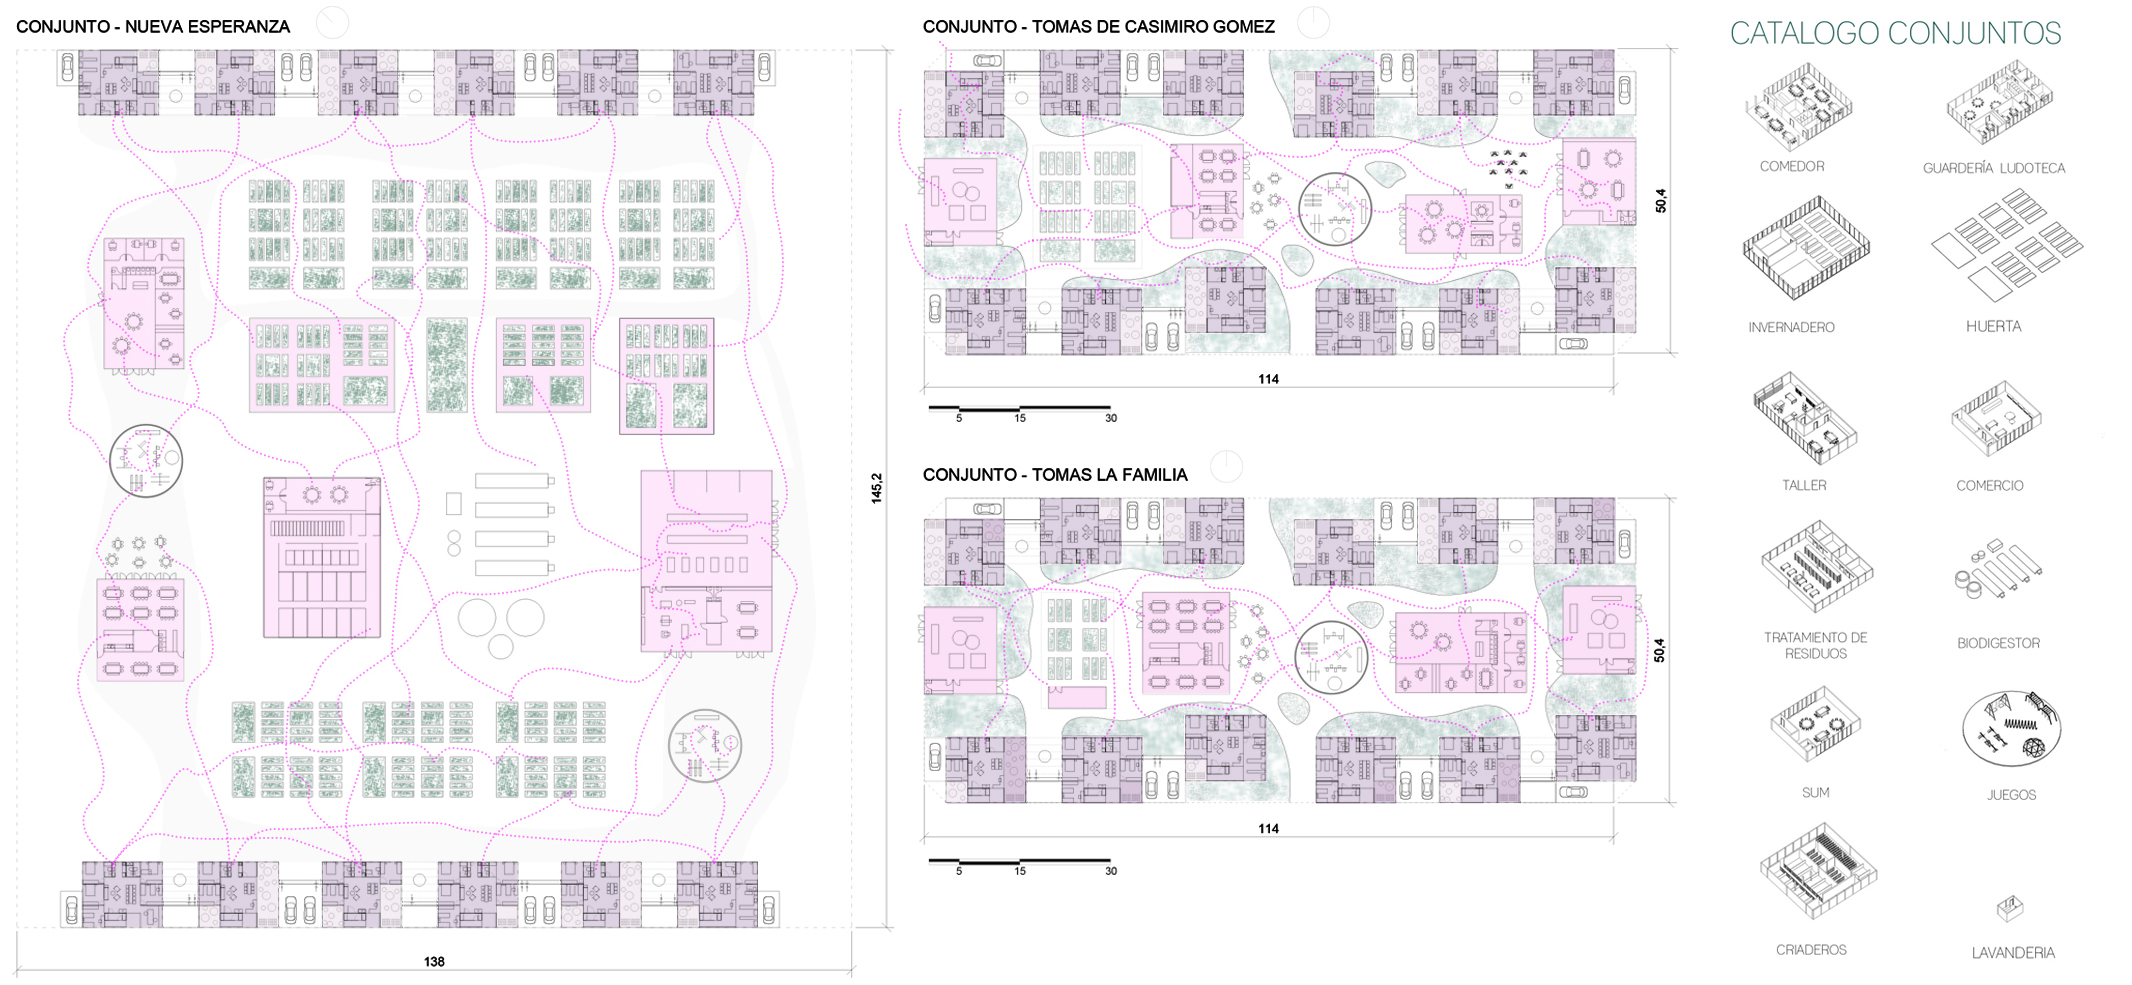 CONJUNTO - NUEVA ESPERANZA
145,2
138
CONJUNTO - TOMAS DE CASIMIRO GOMEZ
50,4
114
5 15 30
CONJUNTO - TOMAS LA FAMILIA
50,4
114
5 15 30
CATALOGO CONJUNTOS
COMEDOR
GUARDERÍA LUDOTECA
INVERNADERO
HUERTA
TALLER
COMERCIO
TRATAMIENTO DE
RESIDUOS
BIODIGESTOR
SUM
JUEGOS
CRIADEROS
LAVANDERIA